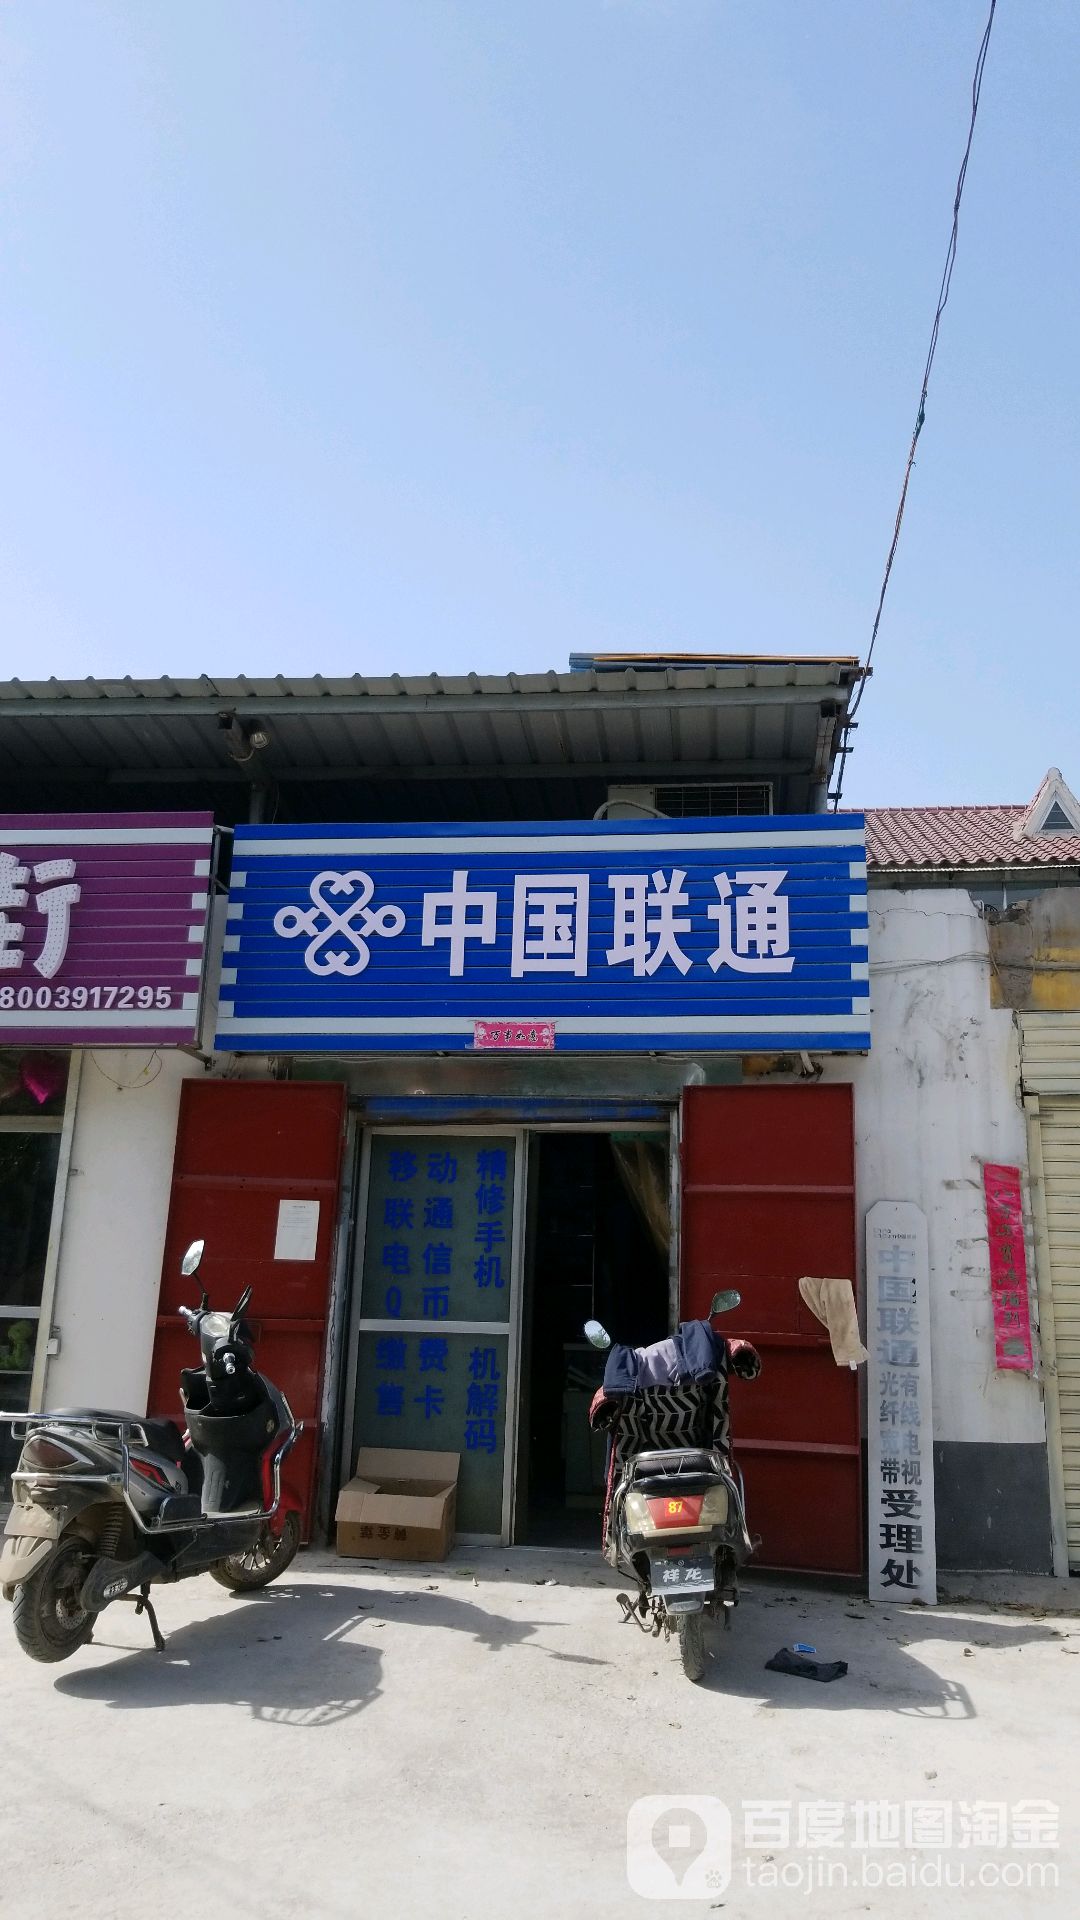 街
8003917295
中国联通
万事如意
移动
联通
电信
Q币
缴费
售卡
精修手机
机解码
中国联通
光纤宽带
有线电视
受理处
87
祥龙
百度地图淘金
taojin.baidu.com